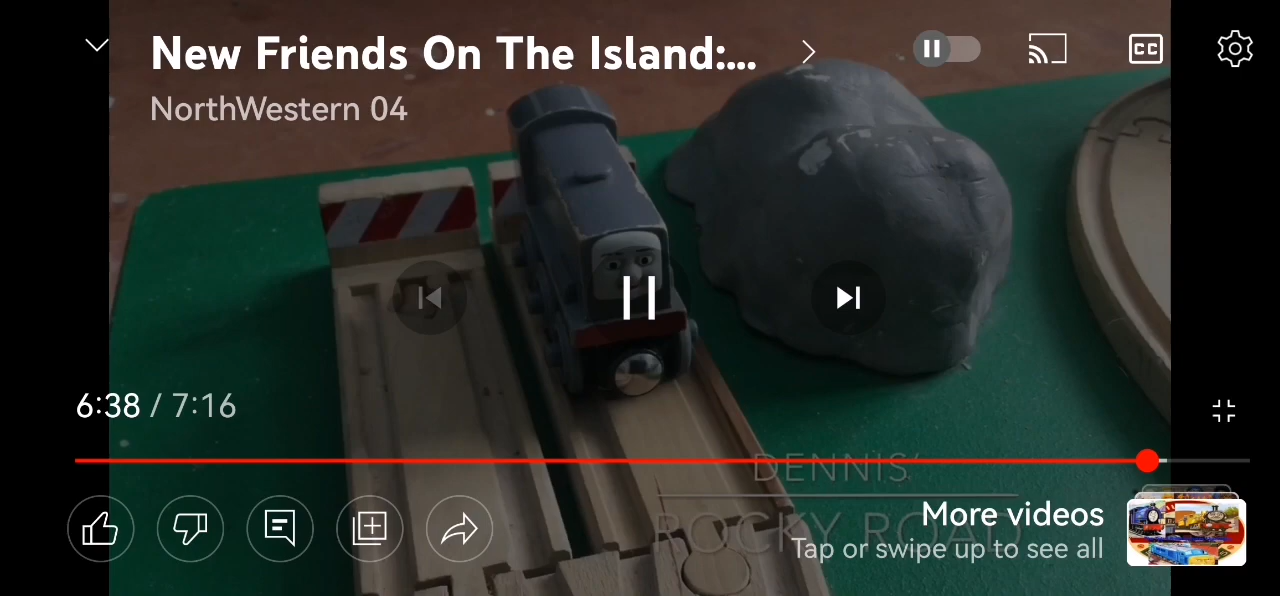 New Friends On The Island:...
NorthWestern 04
CC
6:38 / 7:16
DENNIS'
ROCKY ROAD
More videos
Tap or swipe up to see all